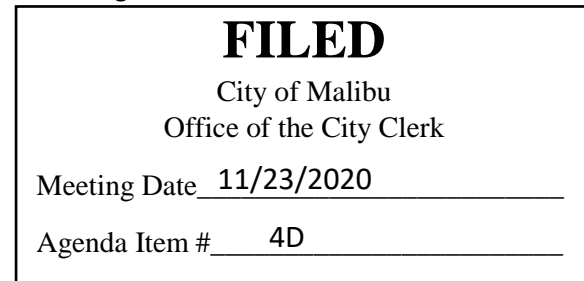 FILED
City of Malibu
Office of the City Clerk
Meeting Date 11/23/2020
Agenda Item # 4D